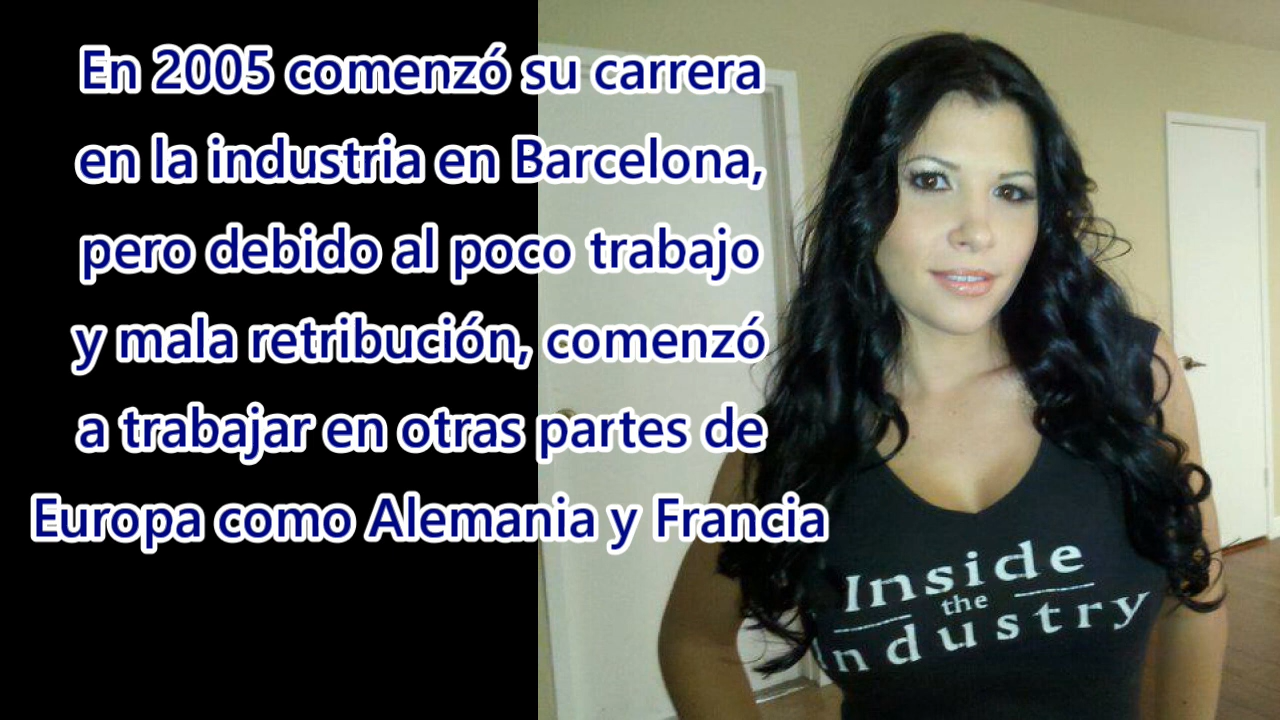 En 2005 comenzó su carrera
en la industria en Barcelona,
pero debido al poco trabajo
y mala retribución, comenzó
a trabajar en otras partes de
Europa como Alemania y Francia
Inside
the
Industry